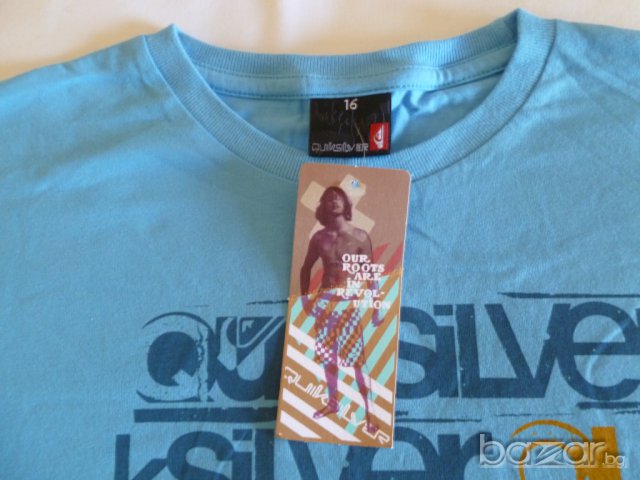 16
QUIKSILVER
OUR
ROOTS
ARE
in
REVOL-
UTION
QUIKSILVER
QUIKSILVER
kSILVER
bazar.bg